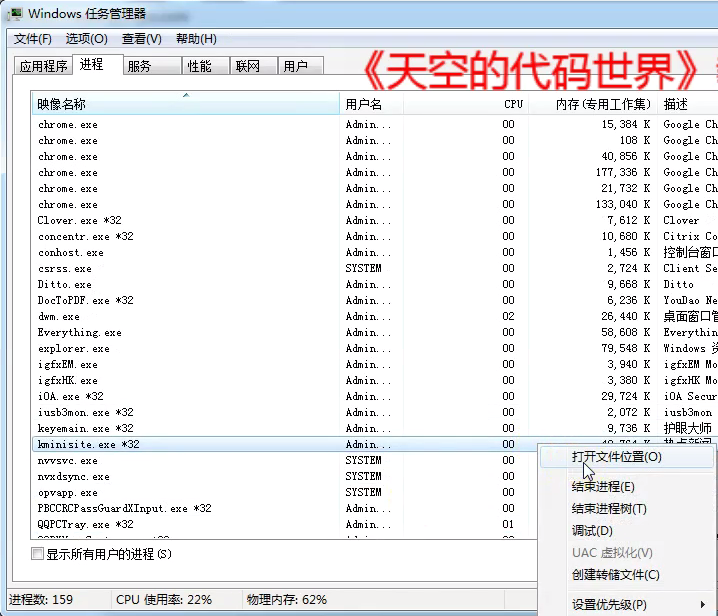 Windows 任务管理器
文件(F) 选项(O) 查看(V) 帮助(H)
应用程序 进程 服务 性能 联网 用户
《天空的代码世界》
映像名称 用户名 CPU 内存(专用工作集) 描述
chrome.exe Admin... 00 15,384 K Google Ch
chrome.exe Admin... 00 108 K Google Ch
chrome.exe Admin... 00 40,856 K Google Ch
chrome.exe Admin... 00 177,336 K Google Ch
chrome.exe Admin... 00 21,732 K Google Ch
chrome.exe Admin... 00 133,040 K Google Ch
Clover.exe *32 Admin... 00 7,612 K Clover
concentr.exe *32 Admin... 00 10,680 K Citrix Co
conhost.exe Admin... 00 1,456 K 控制台窗口
csrss.exe SYSTEM 00 2,724 K Client Se
Ditto.exe Admin... 00 9,668 K Ditto
DocToPDF.exe *32 Admin... 00 6,236 K YouDao Ne
dwm.exe Admin... 02 26,440 K 桌面窗口管
Everything.exe Admin... 00 58,608 K Everythin
explorer.exe Admin... 00 79,548 K Windows 资
igfxEM.exe Admin... 00 3,940 K igfxEM Mo
igfxHK.exe Admin... 00 3,380 K igfxHK Mo
iOA.exe *32 Admin... 00 29,724 K iOA Secur
iusb3mon.exe *32 Admin... 00 2,072 K iusb3mon
keyemain.exe *32 Admin... 00 9,736 K 护眼大师
kminisite.exe *32 Admin... 00
nvvsvc.exe SYSTEM 00
nvxdsync.exe SYSTEM 00
opvapp.exe SYSTEM 00
PBCCRCPassGuardXInput.exe *32 Admin... 00
QQPCTray.exe *32 Admin... 01
打开文件位置(O)
结束进程(E)
结束进程树(T)
调试(D)
UAC 虚拟化(V)
创建转储文件(C)
设置优先级(P)
显示所有用户的进程(S)
进程数: 159 CPU 使用率: 22% 物理内存: 62%